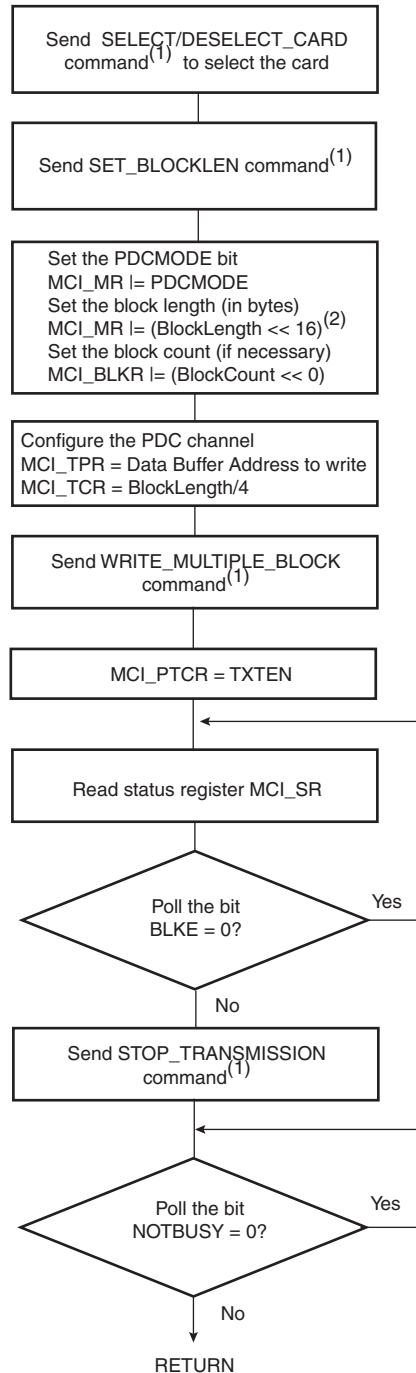 Send SELECT/DESELECT_CARD
command(1) to select the card
Send SET_BLOCKLEN command(1)
Set the PDCMODE bit
MCI_MR |= PDCMODE
Set the block length (in bytes)
MCI_MR |= (BlockLength << 16)(2)
Set the block count (if necessary)
MCI_BLKR |= (BlockCount << 0)
Configure the PDC channel
MCI_TPR = Data Buffer Address to write
MCI_TCR = BlockLength/4
Send WRITE_MULTIPLE_BLOCK
command(1)
MCI_PTCR = TXTEN
Read status register MCI_SR
Poll the bit
BLKE = 0?
Yes
No
Send STOP_TRANSMISSION
command(1)
Poll the bit
NOTBUSY = 0?
Yes
No
RETURN